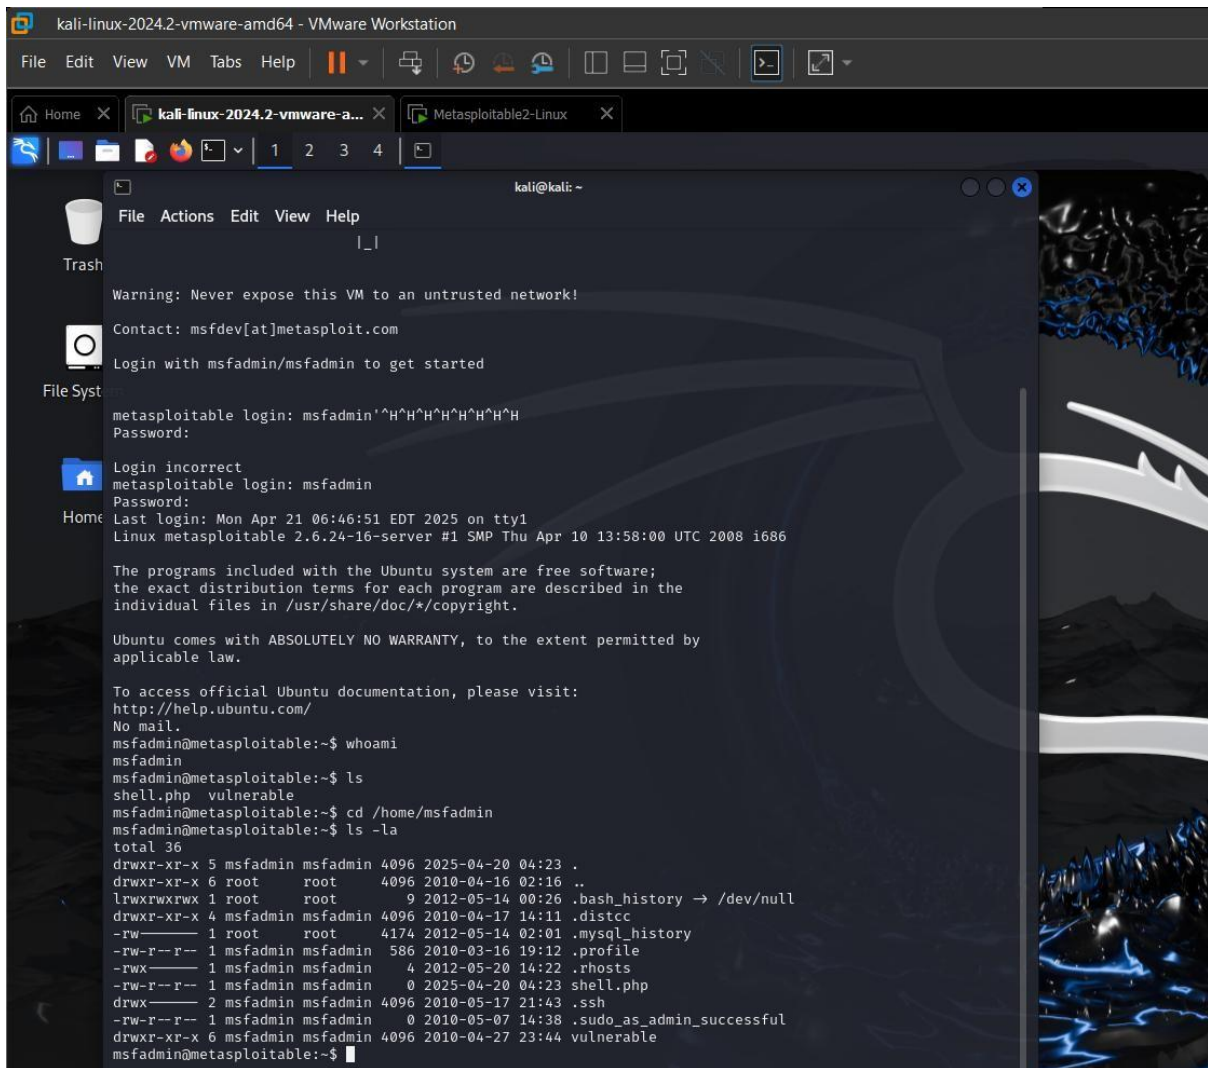 kali-linux-2024.2-vmware-amd64 - VMware Workstation
File Edit View VM Tabs Help
Home kali-linux-2024.2-vmware-a... Metasploitable2-Linux
1 2 3 4
kali@kali: ~
File Actions Edit View Help
Trash
File Syst
Home
|_|
Warning: Never expose this VM to an untrusted network!
Contact: msfdev[at]metasploit.com
Login with msfadmin/msfadmin to get started
metasploitable login: msfadmin'^H^H^H^H^H^H^H^H
Password:
Login incorrect
metasploitable login: msfadmin
Password:
Last login: Mon Apr 21 06:46:51 EDT 2025 on tty1
Linux metasploitable 2.6.24-16-server #1 SMP Thu Apr 10 13:58:00 UTC 2008 i686
The programs included with the Ubuntu system are free software;
the exact distribution terms for each program are described in the
individual files in /usr/share/doc/*/copyright.
Ubuntu comes with ABSOLUTELY NO WARRANTY, to the extent permitted by
applicable law.
To access official Ubuntu documentation, please visit:
http://help.ubuntu.com/
No mail.
msfadmin@metasploitable:~$ whoami
msfadmin
msfadmin@metasploitable:~$ ls
shell.php  vulnerable
msfadmin@metasploitable:~$ cd /home/msfadmin
msfadmin@metasploitable:~$ ls -la
total 36
drwxr-xr-x 5 msfadmin msfadmin 4096 2025-04-20 04:23 .
drwxr-xr-x 6 root     root     4096 2010-04-16 02:16 ..
lrwxrwxrwx 1 root     root        9 2012-05-14 00:26 .bash_history → /dev/null
drwxr-xr-x 4 msfadmin msfadmin 4096 2010-04-17 14:11 .distcc
-rw------- 1 root     root     4174 2012-05-14 02:01 .mysql_history
-rw-r--r-- 1 msfadmin msfadmin  586 2010-03-16 19:12 .profile
-rwx------ 1 msfadmin msfadmin    4 2012-05-20 14:22 .rhosts
-rw-r--r-- 1 msfadmin msfadmin    0 2025-04-20 04:23 shell.php
drwx------ 2 msfadmin msfadmin 4096 2010-05-17 21:43 .ssh
-rw-r--r-- 1 msfadmin msfadmin    0 2010-05-07 14:38 .sudo_as_admin_successful
drwxr-xr-x 6 msfadmin msfadmin 4096 2010-04-27 23:44 vulnerable
msfadmin@metasploitable:~$